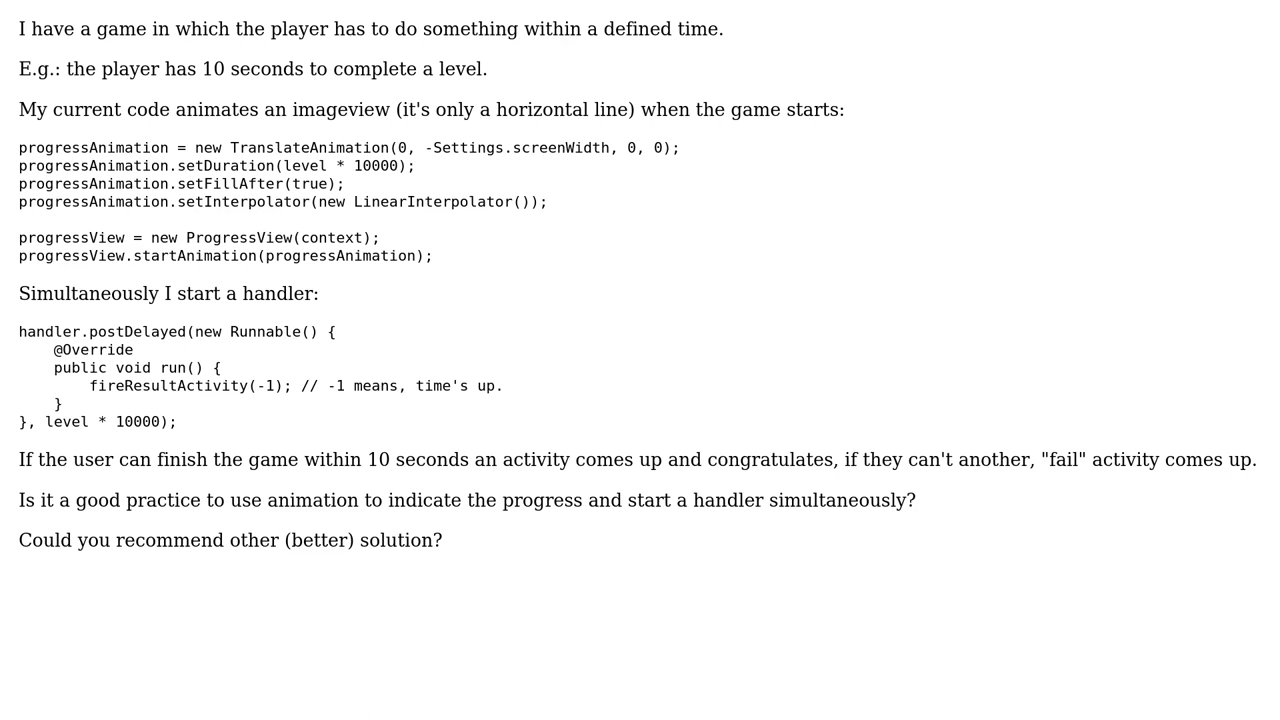 I have a game in which the player has to do something within a defined time.
E.g.: the player has 10 seconds to complete a level.
My current code animates an imageview (it's only a horizontal line) when the game starts:
progressAnimation = new TranslateAnimation(0, -Settings.screenWidth, 0, 0);
progressAnimation.setDuration(level * 10000);
progressAnimation.setFillAfter(true);
progressAnimation.setInterpolator(new LinearInterpolator());
progressView = new ProgressView(context);
progressView.startAnimation(progressAnimation);
Simultaneously I start a handler:
handler.postDelayed(new Runnable() {
    @Override
    public void run() {
        fireResultActivity(-1); // -1 means, time's up.
    }
}, level * 10000);
If the user can finish the game within 10 seconds an activity comes up and congratulates, if they can't another, "fail" activity comes up.
Is it a good practice to use animation to indicate the progress and start a handler simultaneously?
Could you recommend other (better) solution?